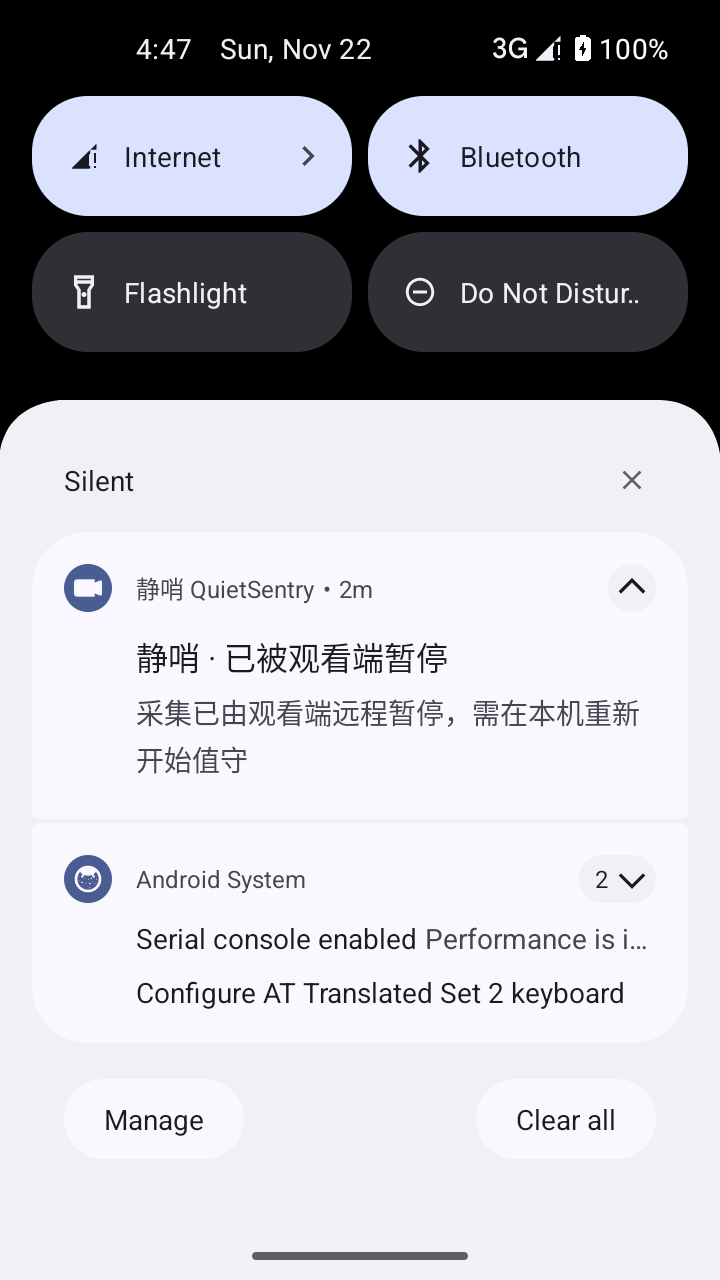 4:47 Sun, Nov 22 3G 100%
Internet Bluetooth
Flashlight Do Not Distur..
Silent
静哨 QuietSentry • 2m
静哨 · 已被观看端暂停
采集已由观看端远程暂停，需在本机重新
开始值守
Android System 2
Serial console enabled Performance is i…
Configure AT Translated Set 2 keyboard
Manage Clear all